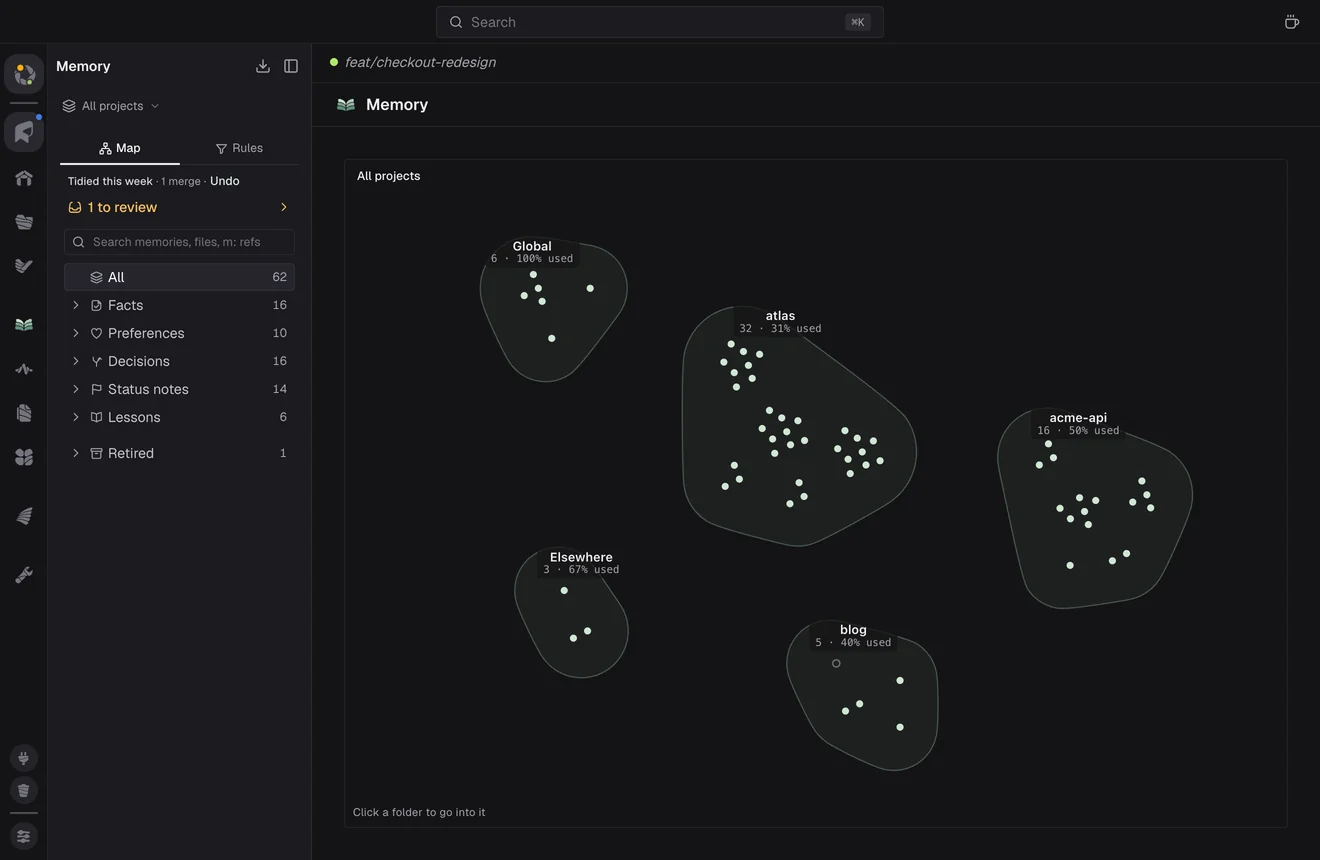 Search
⌘K
Memory
All projects
Map
Rules
Tidied this week · 1 merge · Undo
1 to review
Search memories, files, m: refs
All 62
Facts 16
Preferences 10
Decisions 16
Status notes 14
Lessons 6
Retired 1
feat/checkout-redesign
Memory
All projects
Global
6 · 100% used
atlas
32 · 31% used
acme-api
16 · 50% used
Elsewhere
3 · 67% used
blog
5 · 40% used
Click a folder to go into it